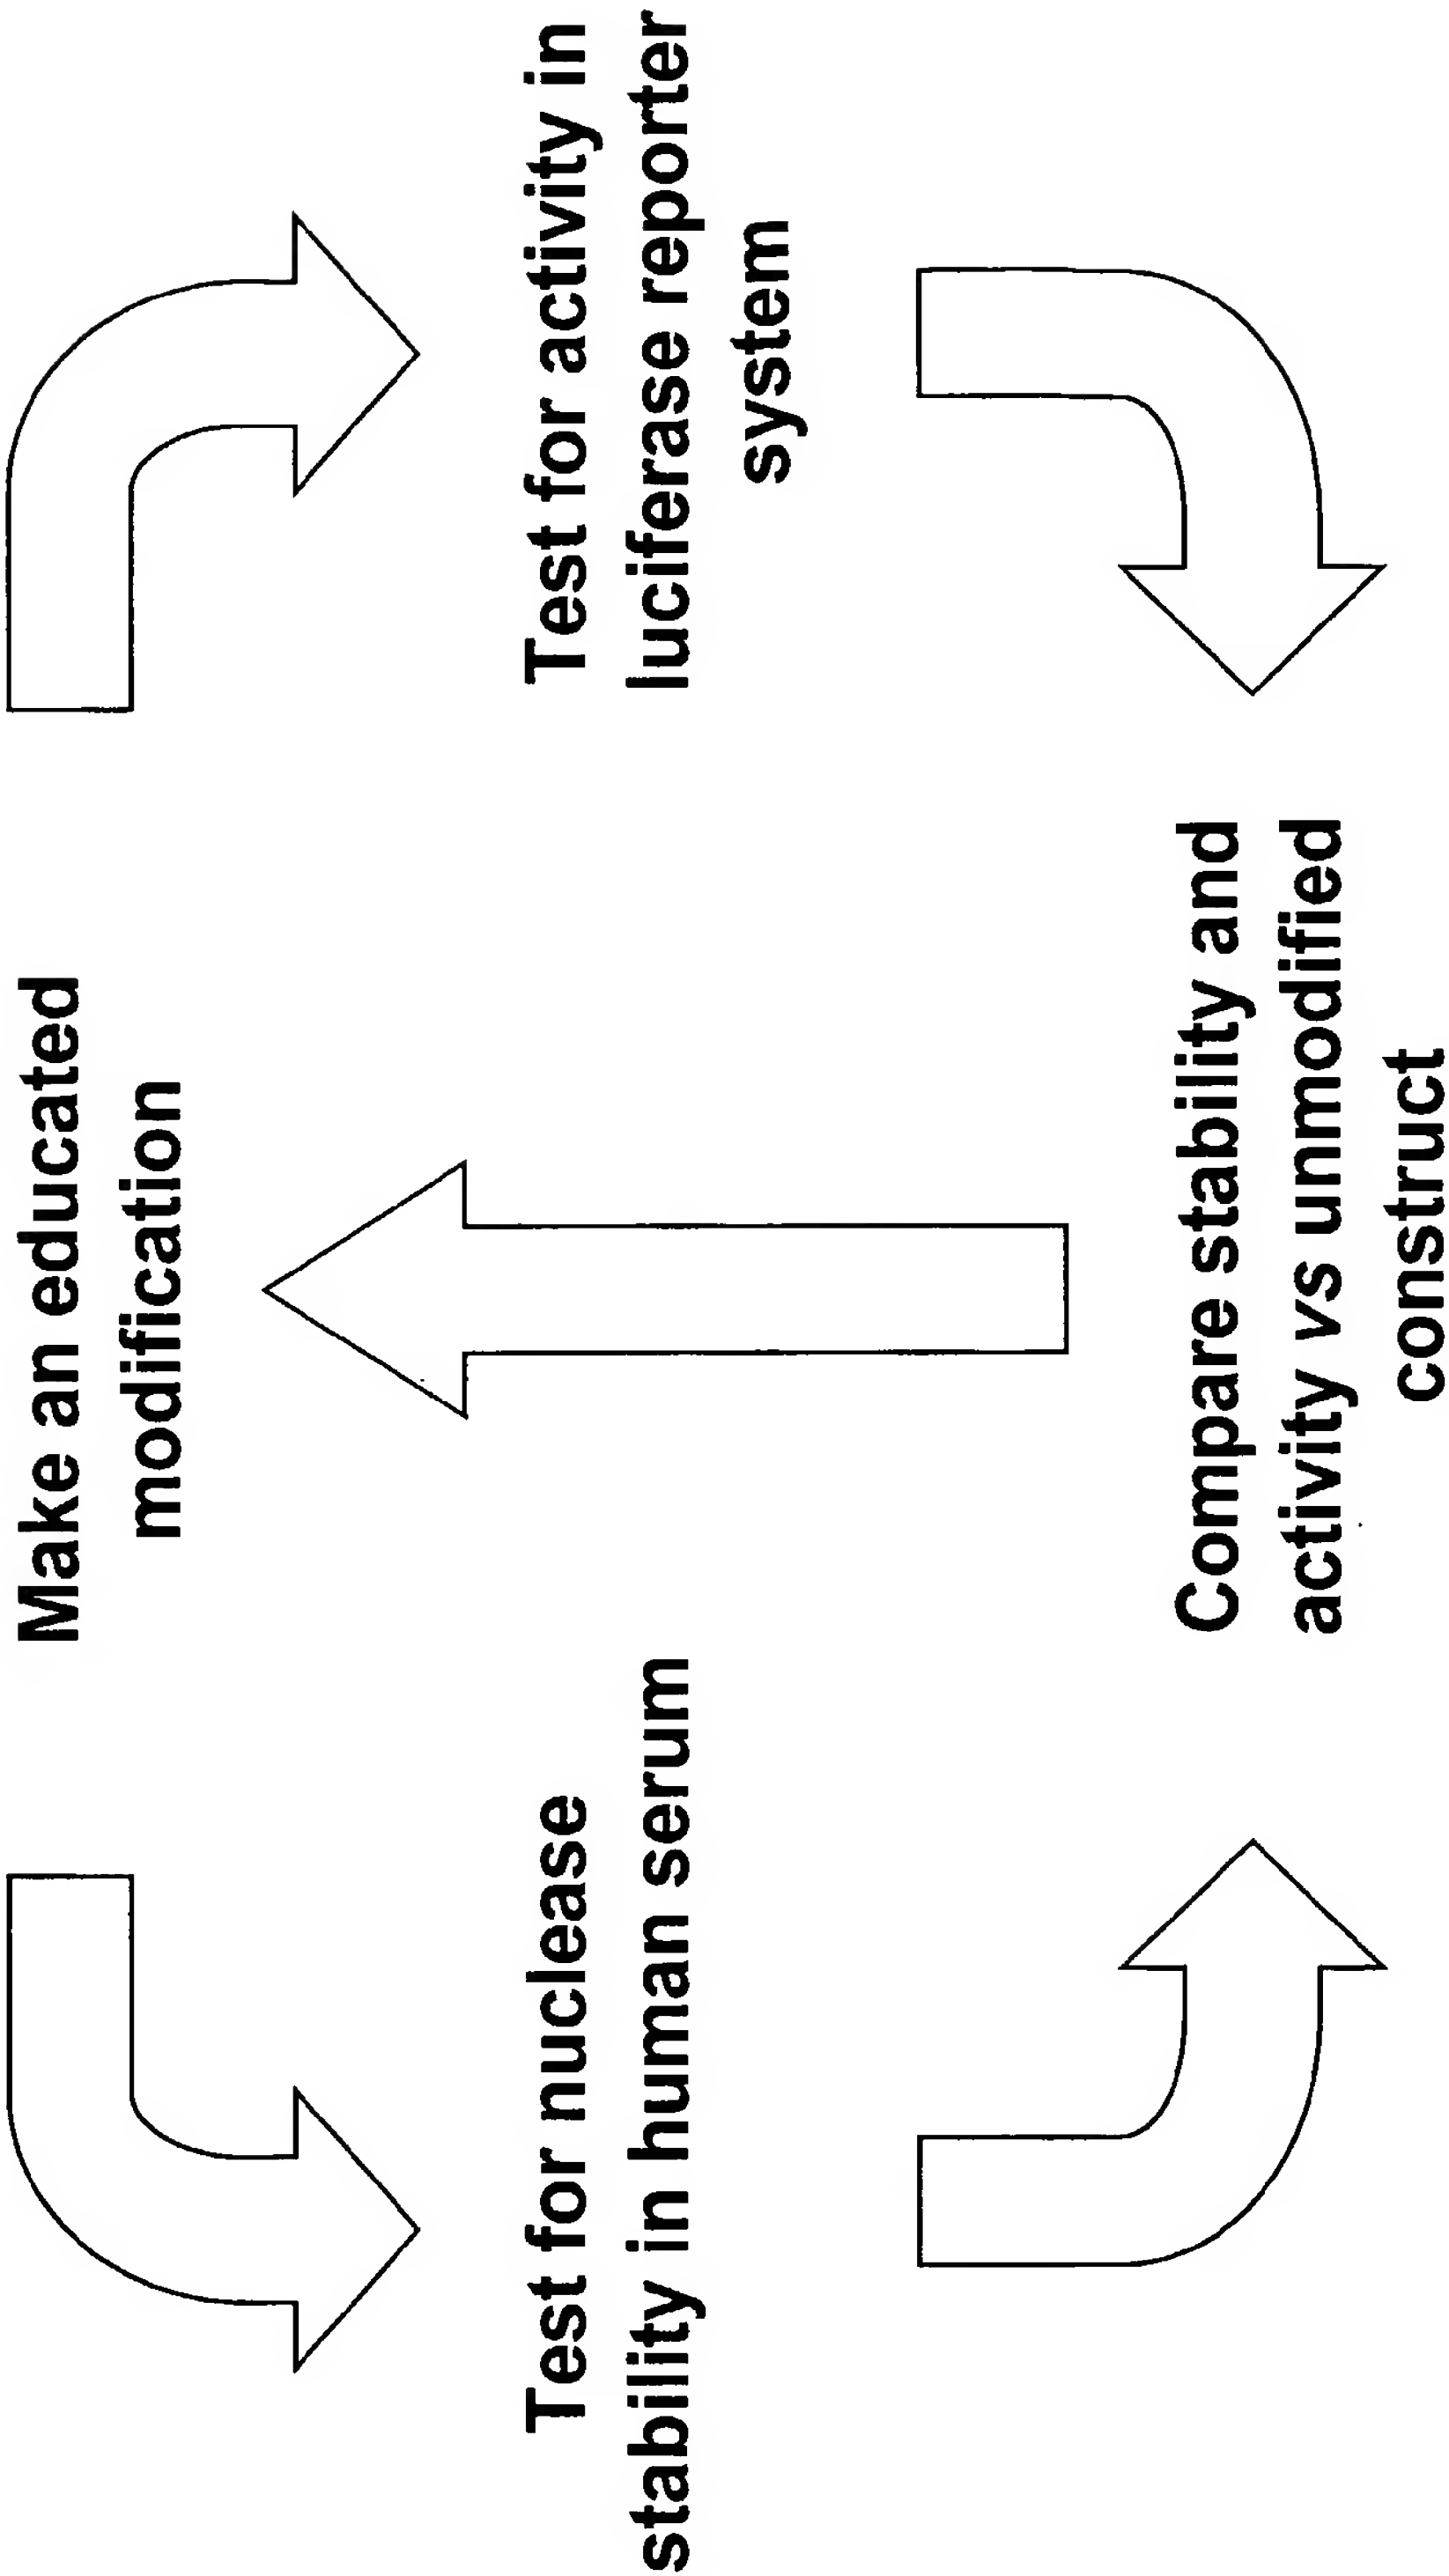 Make an educated
modification
Test for nuclease
stability in human serum
Test for activity in
luciferase reporter
system
Compare stability and
activity vs unmodified
construct